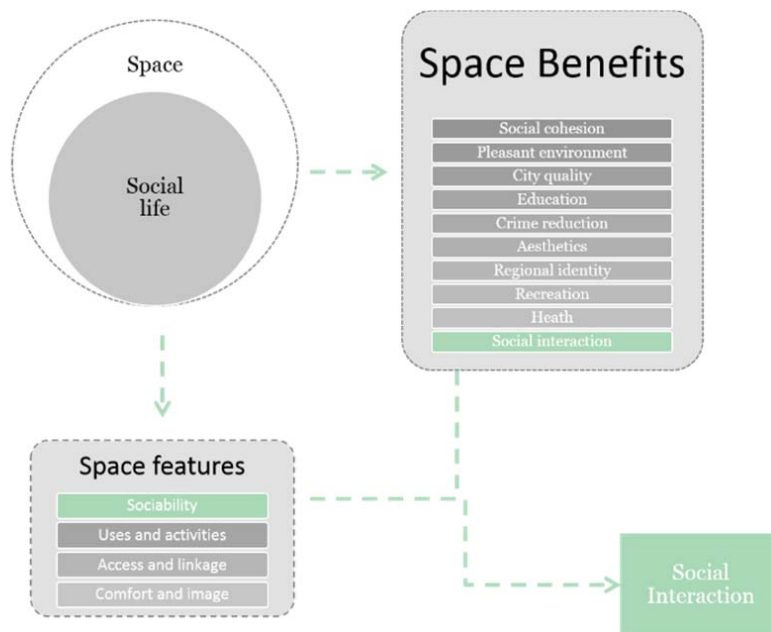 Space
Social
life
Space Benefits
Social cohesion
Pleasant environment
City quality
Education
Crime reduction
Aesthetics
Regional identity
Recreation
Heath
Social interaction
Space features
Sociability
Uses and activities
Access and linkage
Comfort and image
Social
Interaction